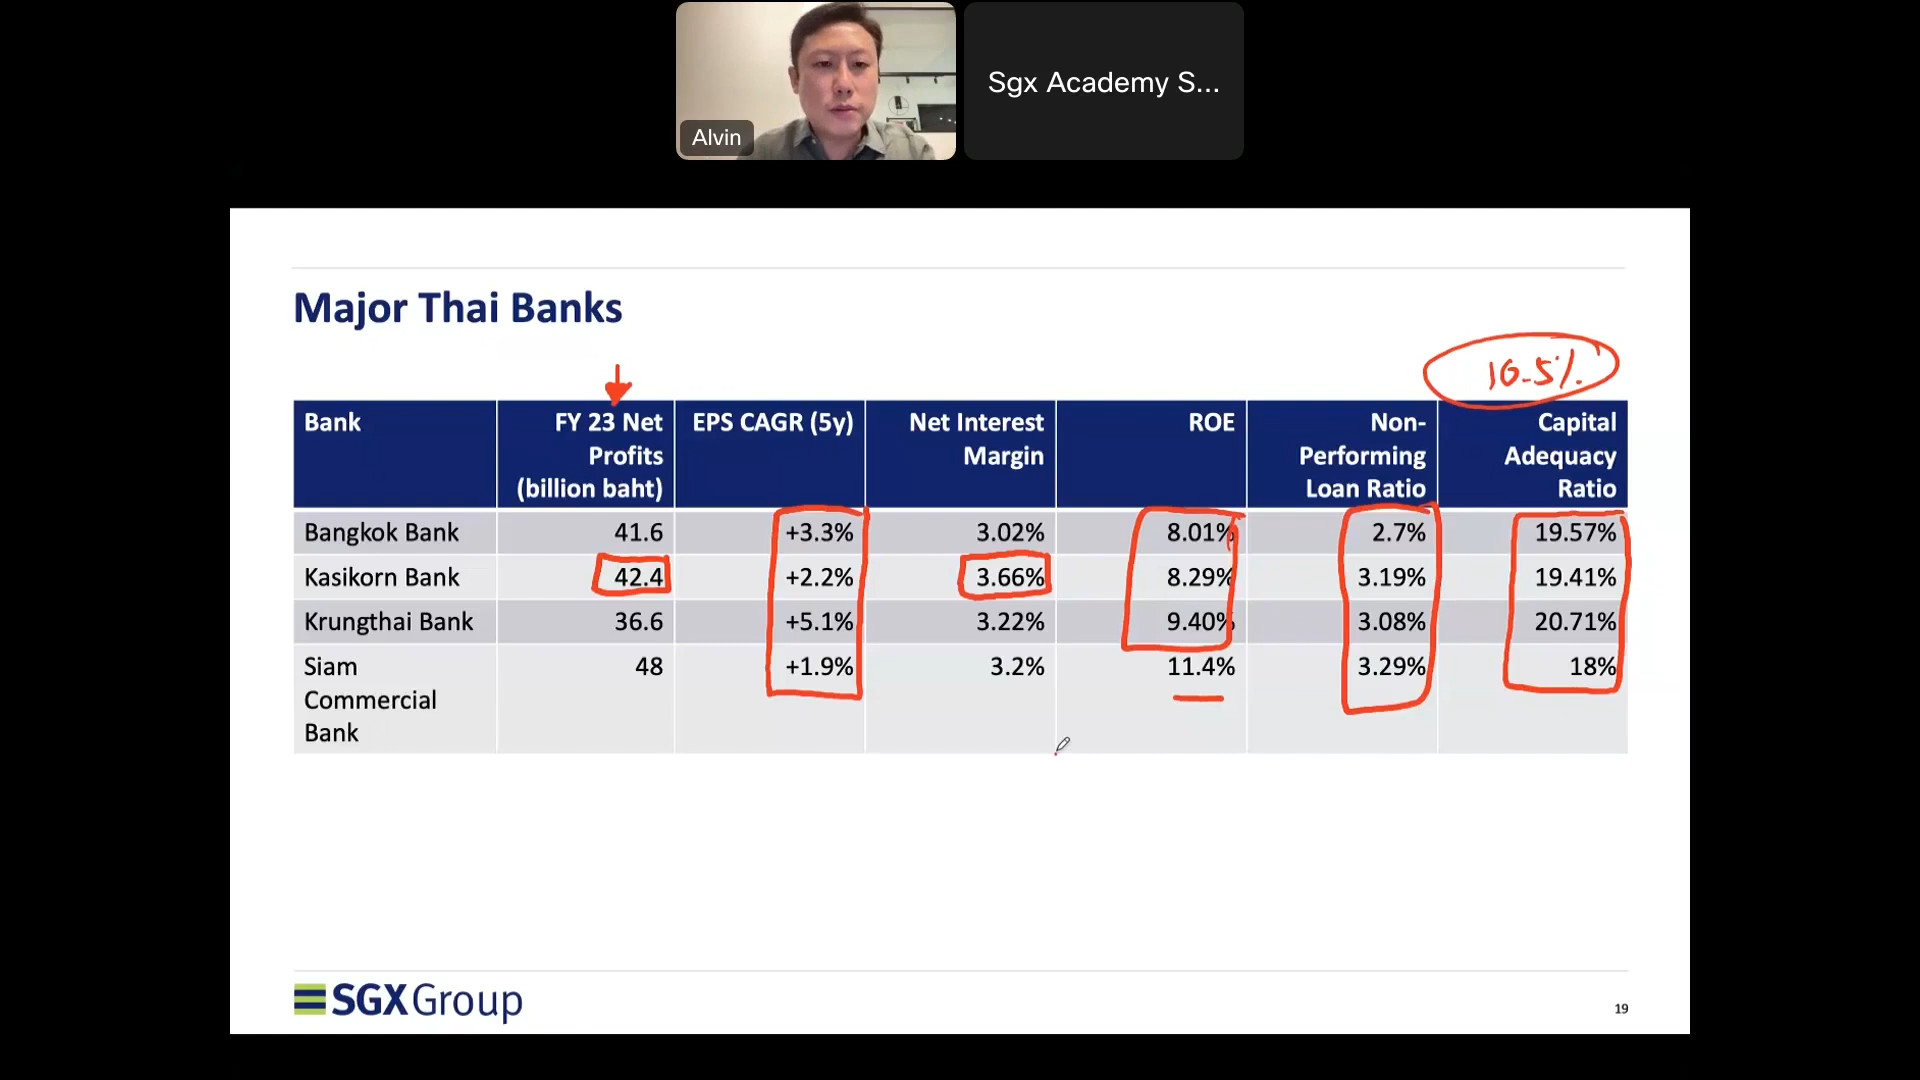 Alvin
Sgx Academy S...
Major Thai Banks
10.5%
Bank
FY 23 Net
Profits
(billion baht)
EPS CAGR (5y)
Net Interest
Margin
ROE
Non-
Performing
Loan Ratio
Capital
Adequacy
Ratio
Bangkok Bank 41.6 +3.3% 3.02% 8.01% 2.7% 19.57%
Kasikorn Bank 42.4 +2.2% 3.66% 8.29% 3.19% 19.41%
Krungthai Bank 36.6 +5.1% 3.22% 9.40% 3.08% 20.71%
Siam 48 +1.9% 3.2% 11.4% 3.29% 18%
Commercial
Bank
SGXGroup
19